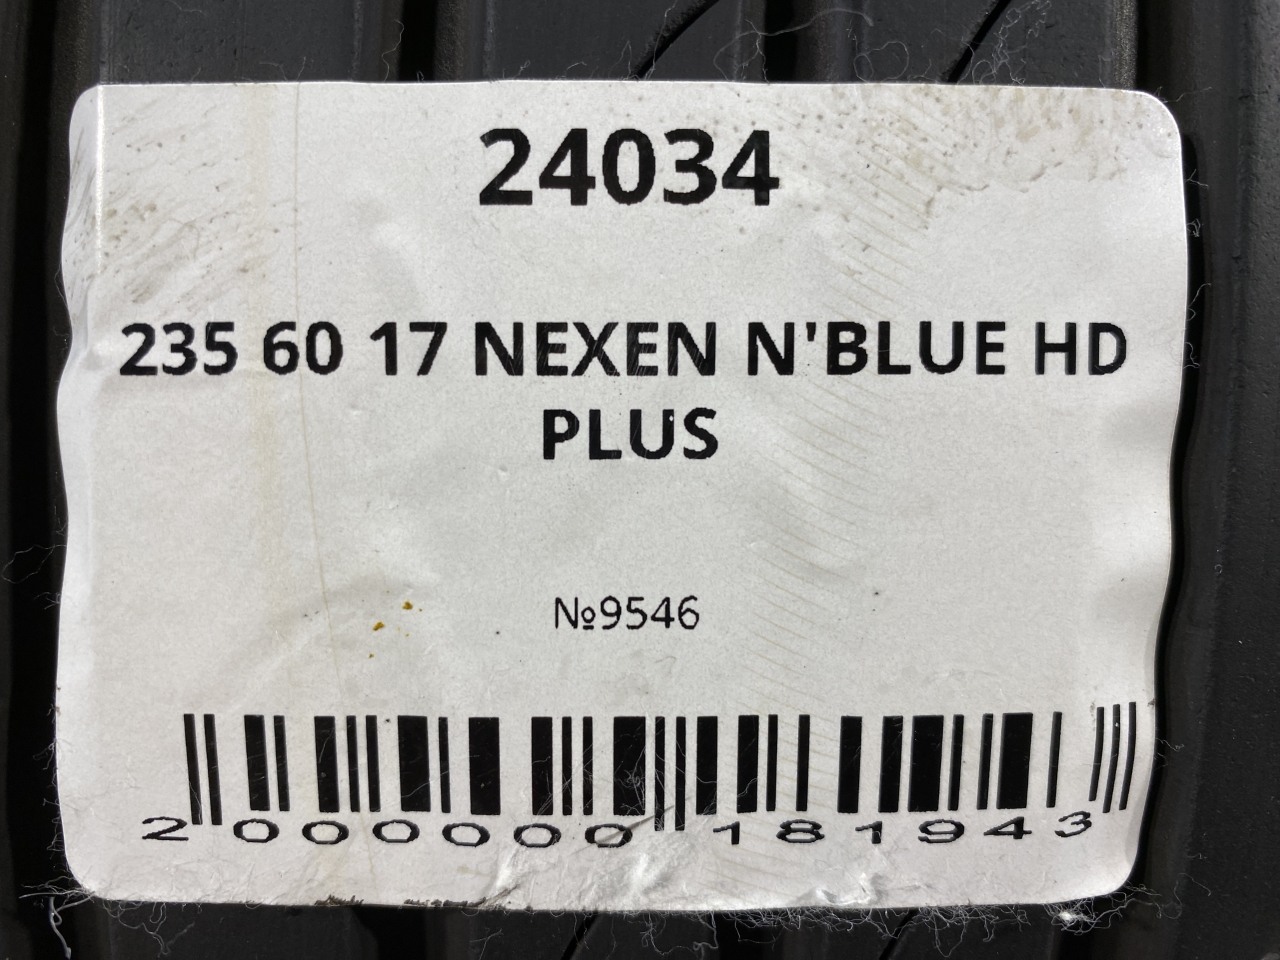 24034
235 60 17 NEXEN N'BLUE HD
PLUS
№9546
2 000000 181943